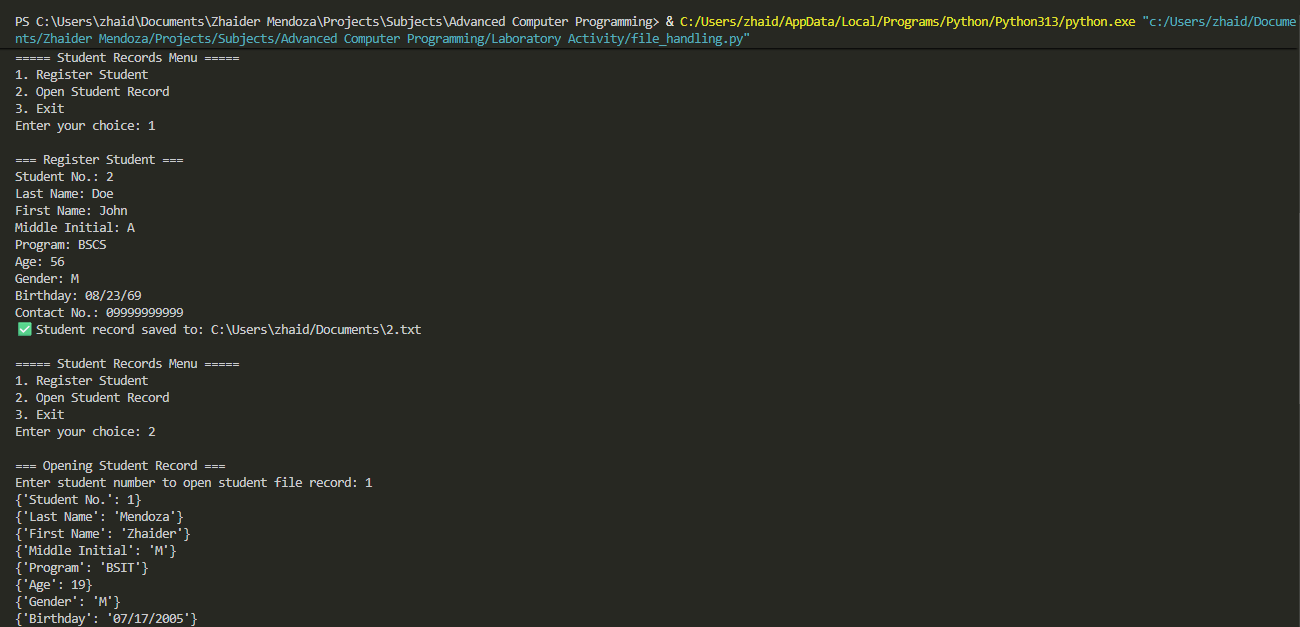 PS C:\Users\zhaid\Documents\Zhaider Mendoza\Projects\Subjects\Advanced Computer Programming> & C:/Users/zhaid/AppData/Local/Programs/Python/Python313/python.exe "c:/Users/zhaid/Docume
nts/Zhaider Mendoza/Projects/Subjects/Advanced Computer Programming/Laboratory Activity/file_handling.py"
===== Student Records Menu =====
1. Register Student
2. Open Student Record
3. Exit
Enter your choice: 1
=== Register Student ===
Student No.: 2
Last Name: Doe
First Name: John
Middle Initial: A
Program: BSCS
Age: 56
Gender: M
Birthday: 08/23/69
Contact No.: 09999999999
✅ Student record saved to: C:\Users\zhaid/Documents\2.txt
===== Student Records Menu =====
1. Register Student
2. Open Student Record
3. Exit
Enter your choice: 2
=== Opening Student Record ===
Enter student number to open student file record: 1
{'Student No.': 1}
{'Last Name': 'Mendoza'}
{'First Name': 'Zhaider'}
{'Middle Initial': 'M'}
{'Program': 'BSIT'}
{'Age': 19}
{'Gender': 'M'}
{'Birthday': '07/17/2005'}